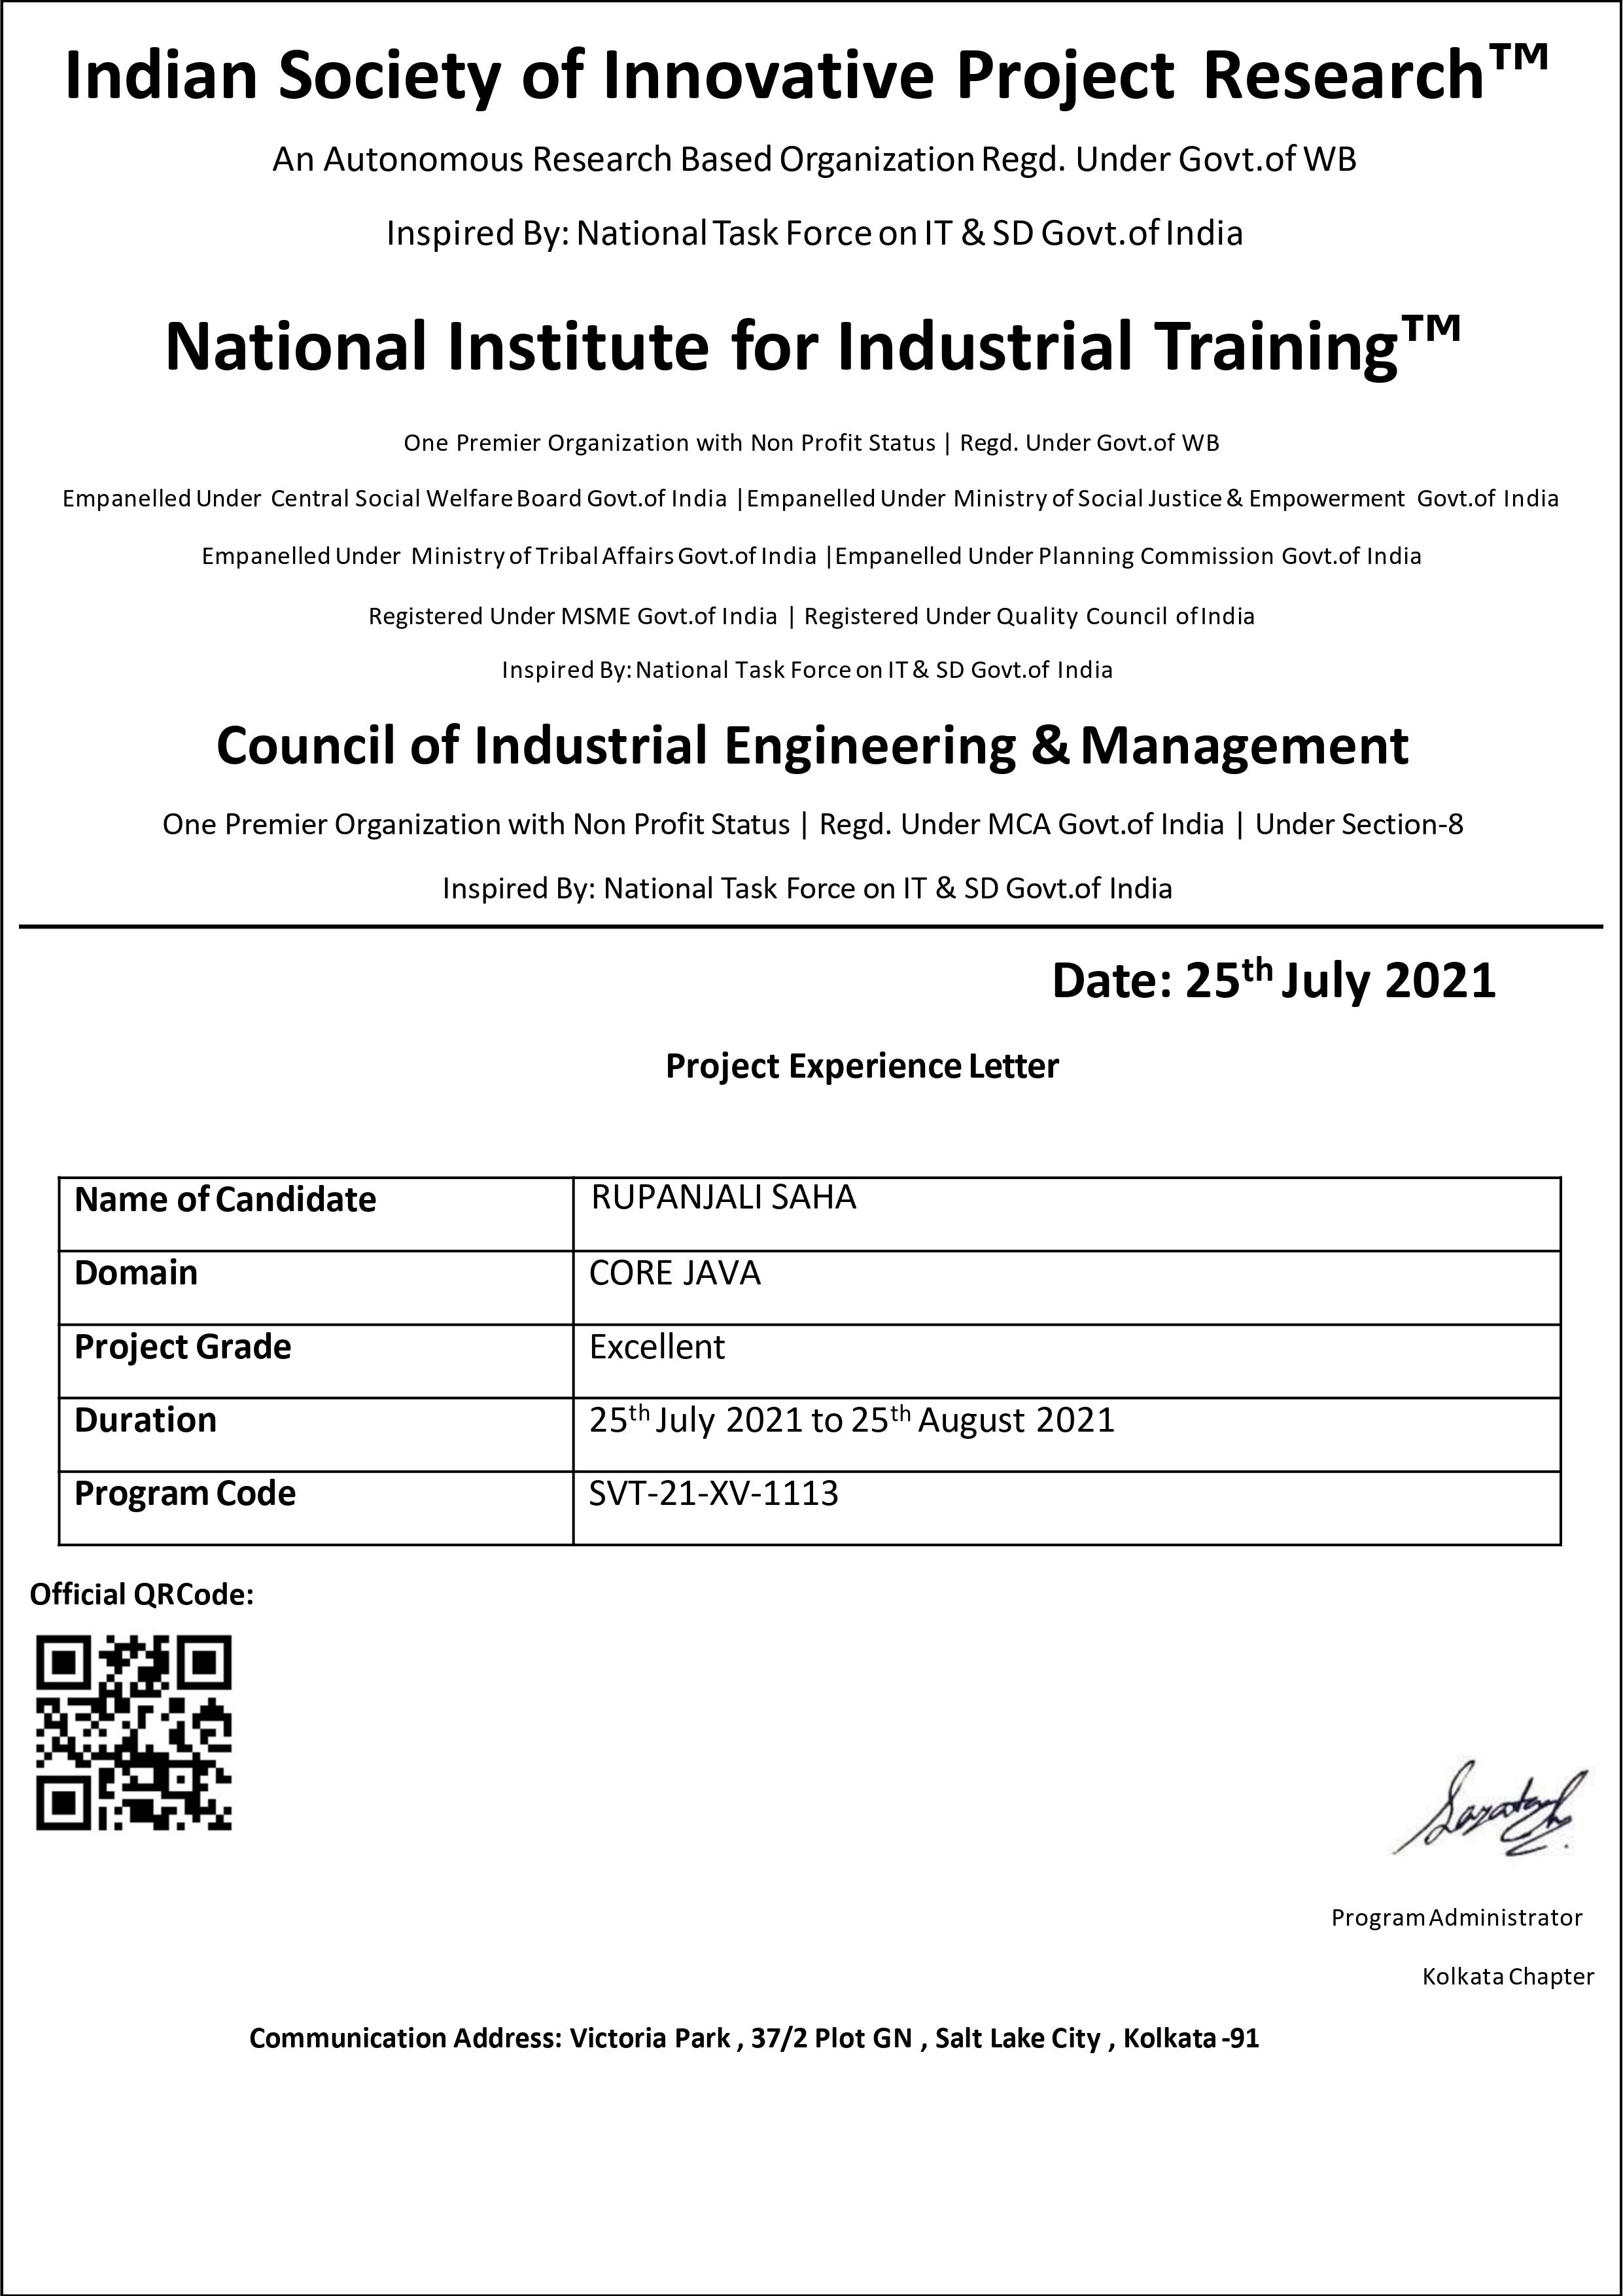 Indian Society of Innovative Project Research™
An Autonomous Research Based Organization Regd. Under Govt.of WB
Inspired By: National Task Force on IT & SD Govt.of India
National Institute for Industrial Training™
One Premier Organization with Non Profit Status | Regd. Under Govt.of WB
Empanelled Under Central Social Welfare Board Govt.of India |Empanelled Under Ministry of Social Justice & Empowerment Govt.of India
Empanelled Under Ministry of Tribal Affairs Govt.of India |Empanelled Under Planning Commission Govt.of India
Registered Under MSME Govt.of India | Registered Under Quality Council of India
Inspired By: National Task Force on IT & SD Govt.of India
Council of Industrial Engineering & Management
One Premier Organization with Non Profit Status | Regd. Under MCA Govt.of India | Under Section-8
Inspired By: National Task Force on IT & SD Govt.of India
Date: 25th July 2021
Project Experience Letter
Name of Candidate RUPANJALI SAHA
Domain CORE JAVA
Project Grade Excellent
Duration 25th July 2021 to 25th August 2021
Program Code SVT-21-XV-1113
Official QRCode:
Program Administrator
Kolkata Chapter
Communication Address: Victoria Park , 37/2 Plot GN , Salt Lake City , Kolkata -91